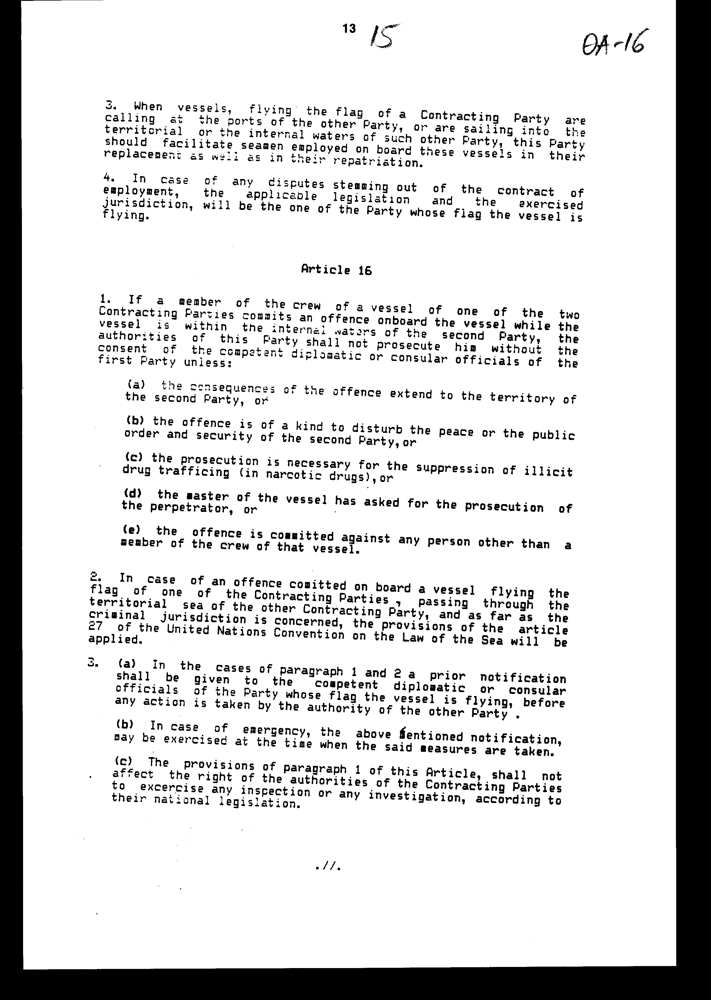 13 15
ΘA-16
3. When vessels, flying the flag of a Contracting Party are
calling at the ports of the other Party, or are sailing into the
territorial or the internal waters of such other Party, this Party
should facilitate seamen employed on board these vessels in their
replacement as well as in their repatriation.
4. In case of any disputes stemming out of the contract of
employment, the applicable legislation and the exercised
jurisdiction, will be the one of the Party whose flag the vessel is
flying.
Article 16
1. If a member of the crew of a vessel of one of the two
Contracting Parties commits an offence onboard the vessel while the
vessel is within the internal waters of the second Party, the
authorities of this Party shall not prosecute him without the
consent of the competent diplomatic or consular officials of the
first Party unless:
(a) the consequences of the offence extend to the territory of
the second Party, or
(b) the offence is of a kind to disturb the peace or the public
order and security of the second Party,or
(c) the prosecution is necessary for the suppression of illicit
drug trafficing (in narcotic drugs),or
(d) the master of the vessel has asked for the prosecution of
the perpetrator, or
(e) the offence is committed against any person other than a
member of the crew of that vessel.
2. In case of an offence comitted on board a vessel flying the
flag of one of the Contracting Parties , passing through the
territorial sea of the other Contracting Party, and as far as the
criminal jurisdiction is concerned, the provisions of the article
27 of the United Nations Convention on the Law of the Sea will be
applied.
3. (a) In the cases of paragraph 1 and 2 a prior notification
shall be given to the competent diplomatic or consular
officials of the Party whose flag the vessel is flying, before
any action is taken by the authority of the other Party .
(b) In case of emergency, the above mentioned notification,
may be exercised at the time when the said measures are taken.
(c) The provisions of paragraph 1 of this Article, shall not
affect the right of the authorities of the Contracting Parties
to excercise any inspection or any investigation, according to
their national legislation.
.//.